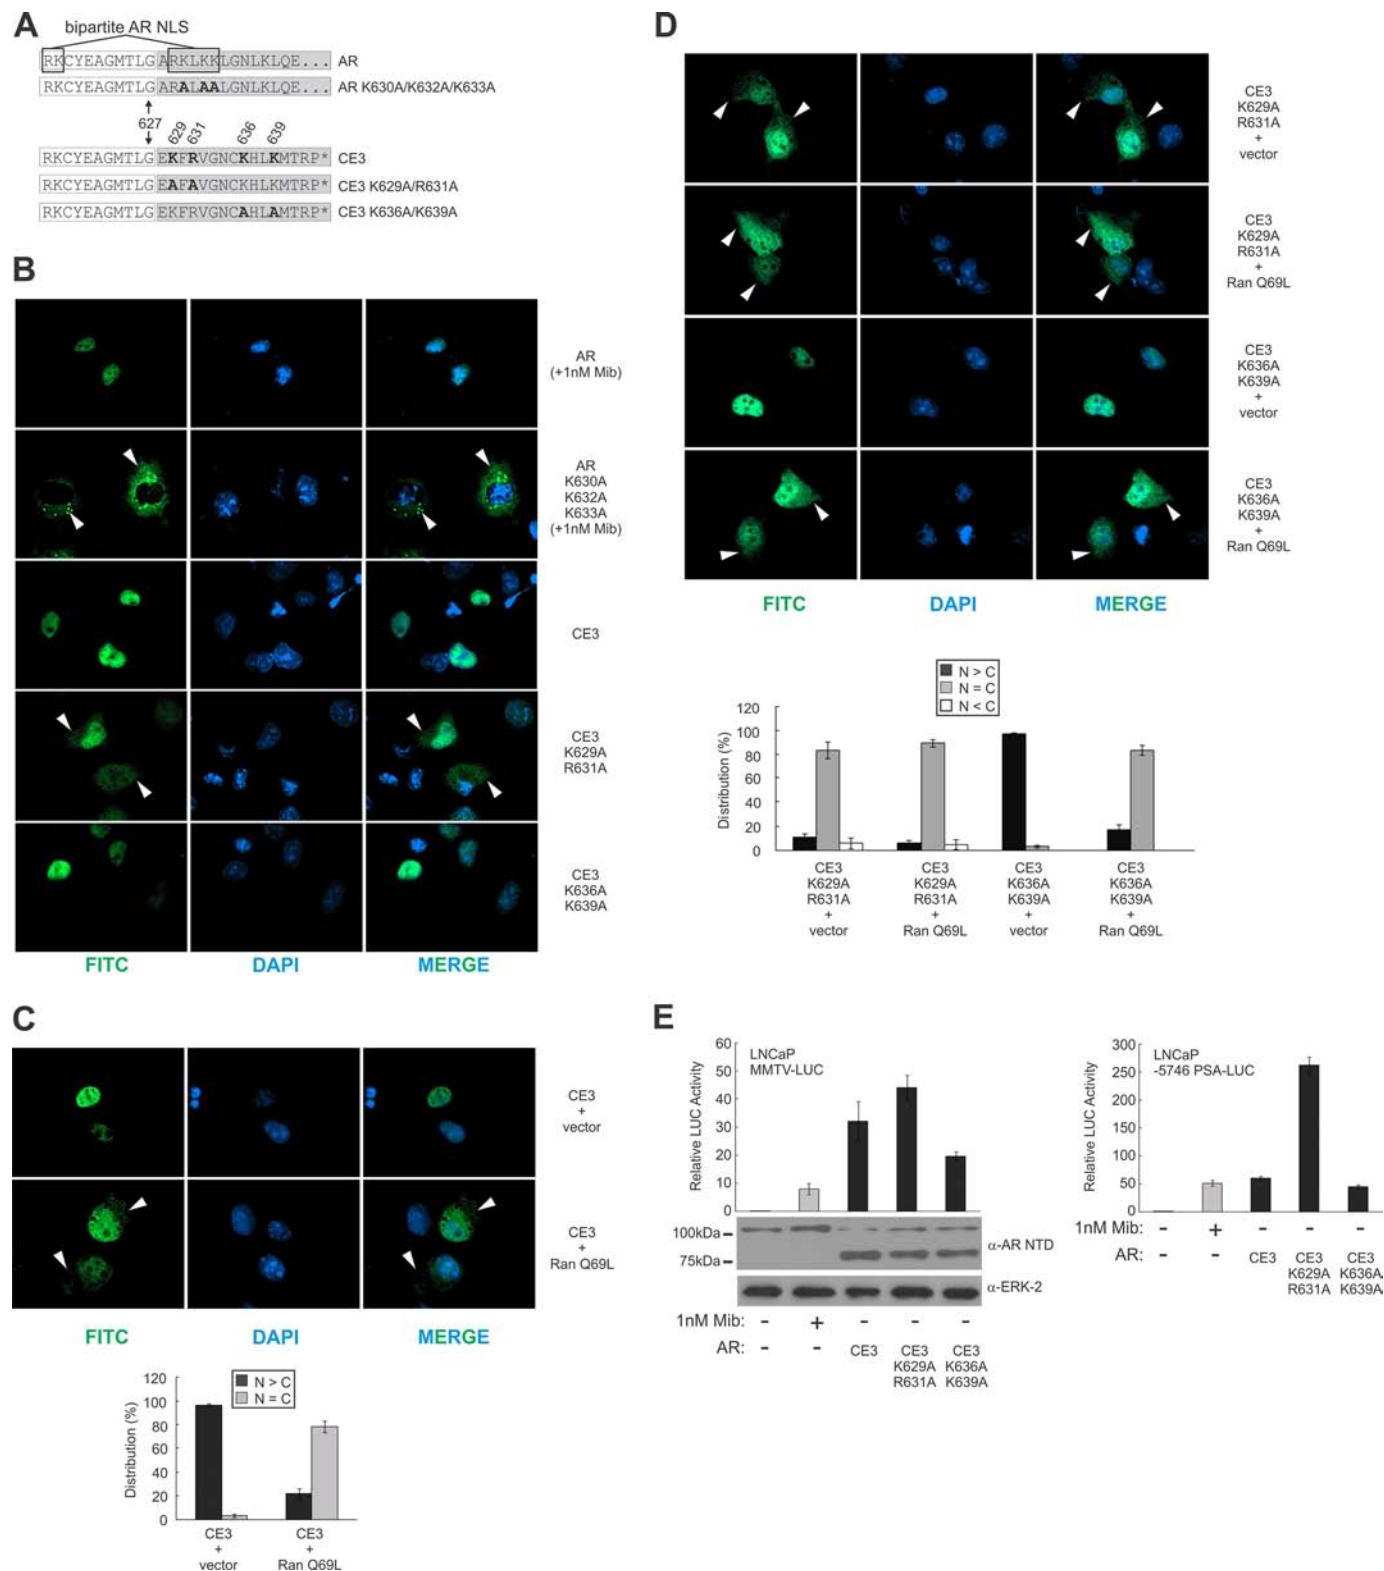 A
bipartite AR NLS
RKCYEAGMTLGARKLKKLGNLKLQE... AR
RKCYEAGMTLGARALAALGNLKLQE... AR K630A/K632A/K633A
627 629 631 636 639
RKCYEAGMTLGEKFRVGNCKHLKMTRP* CE3
RKCYEAGMTLGEAFAVGNCKHLKMTRP* CE3 K629A/R631A
RKCYEAGMTLGEKFRVGNCAHLAMTRP* CE3 K636A/K639A
B
AR
(+1nM Mib)
AR
K630A
K632A
K633A
(+1nM Mib)
CE3
CE3
K629A
R631A
CE3
K636A
K639A
FITC DAPI MERGE
C
CE3
+
vector
CE3
+
Ran Q69L
FITC DAPI MERGE
N > C
N = C
Distribution (%)
120
100
80
60
40
20
0
CE3
+
vector
CE3
+
Ran Q69L
D
CE3
K629A
R631A
+
vector
CE3
K629A
R631A
+
Ran Q69L
CE3
K636A
K639A
+
vector
CE3
K636A
K639A
+
Ran Q69L
FITC DAPI MERGE
N > C
N = C
N < C
Distribution (%)
120
100
80
60
40
20
0
CE3
K629A
R631A
+
vector
CE3
K629A
R631A
+
Ran Q69L
CE3
K636A
K639A
+
vector
CE3
K636A
K639A
+
Ran Q69L
E
LNCaP
MMTV-LUC
Relative LUC Activity
60
50
40
30
20
10
0
100kDa
75kDa
α-AR NTD
α-ERK-2
1nM Mib: - + - - -
AR: - - CE3 CE3 K629A R631A CE3 K636A K639A
LNCaP
-5746 PSA-LUC
Relative LUC Activity
300
250
200
150
100
50
0
1nM Mib: - + - - -
AR: - - CE3 CE3 K629A R631A CE3 K636A K639A